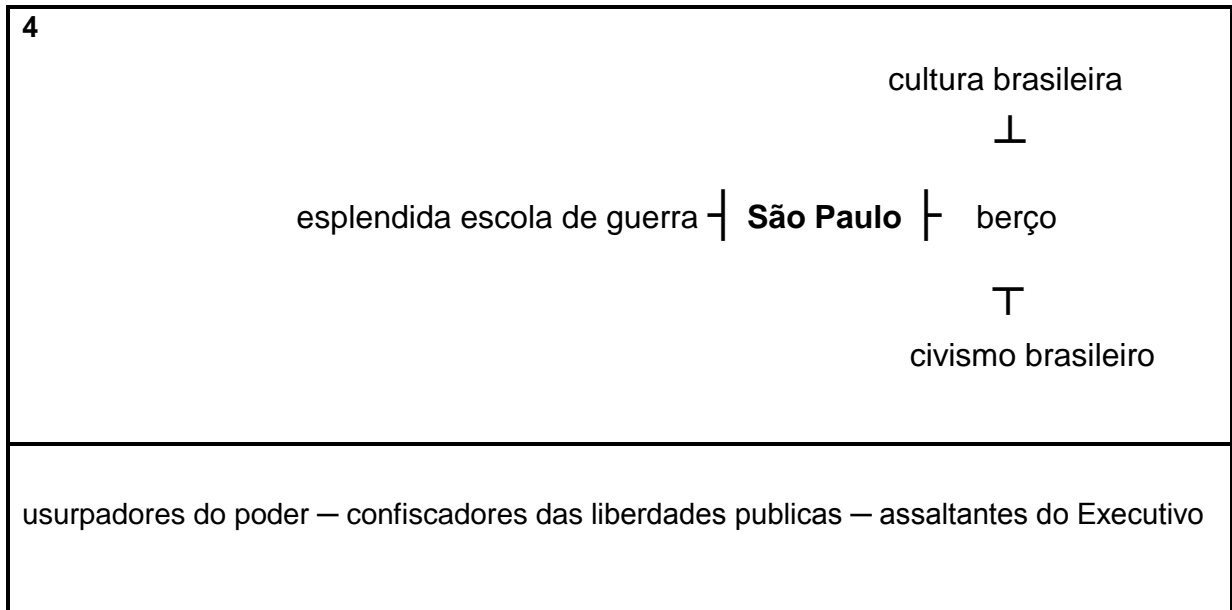 4
cultura brasileira
┴
esplendida escola de guerra ┤ São Paulo ├ berço
┬
civismo brasileiro
usurpadores do poder ─ confiscadores das liberdades publicas ─ assaltantes do Executivo